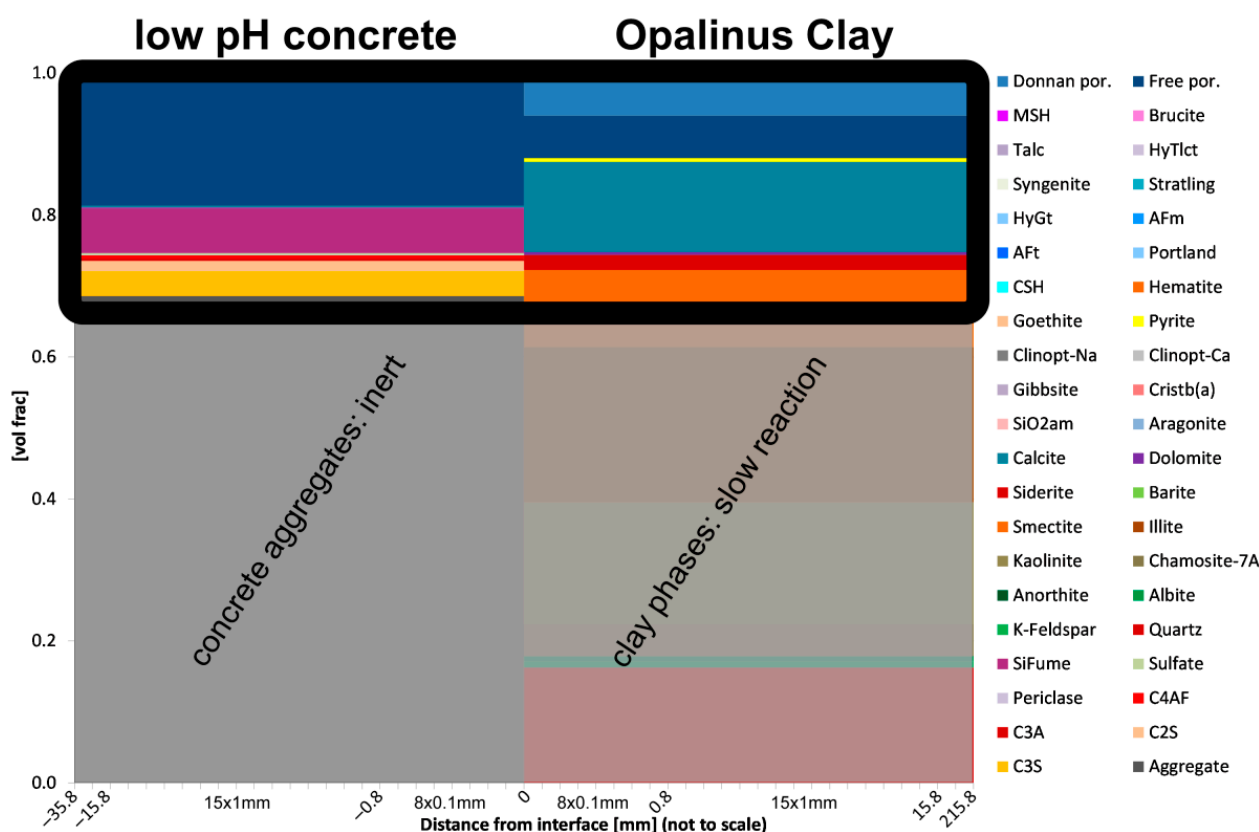 low pH concrete
Opalinus Clay
1.0
0.8
0.6
0.4
0.2
0.0
[vol frac]
concrete aggregates: inert
clay phases: slow reaction
–35.8
–15.8
15x1mm
–0.8
8x0.1mm
0
8x0.1mm
0.8
15x1mm
15.8
215.8
Distance from interface [mm] (not to scale)
Donnan por. Free por.
MSH Brucite
Talc HyTlct
Syngenite Stratling
HyGt AFm
AFt Portland
CSH Hematite
Goethite Pyrite
Clinopt-Na Clinopt-Ca
Gibbsite Cristb(a)
SiO2am Aragonite
Calcite Dolomite
Siderite Barite
Smectite Illite
Kaolinite Chamosite-7A
Anorthite Albite
K-Feldspar Quartz
SiFume Sulfate
Periclase C4AF
C3A C2S
C3S Aggregate